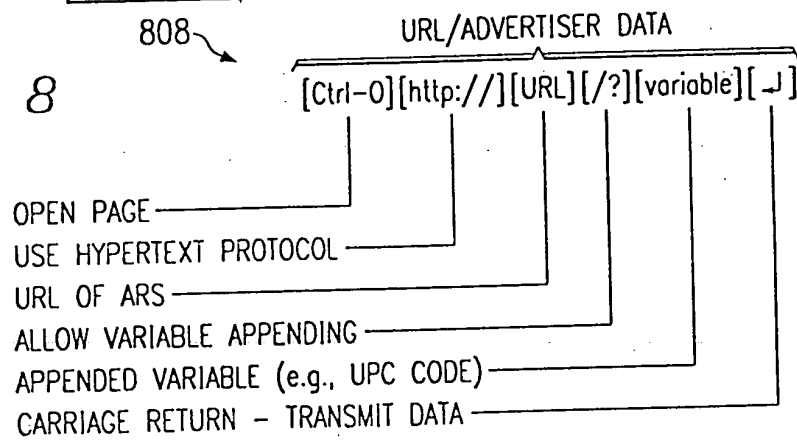 808
URL/ADVERTISER DATA
8
[Ctrl-O][http://][URL][/?][variable][↵]
OPEN PAGE
USE HYPERTEXT PROTOCOL
URL OF ARS
ALLOW VARIABLE APPENDING
APPENDED VARIABLE (e.g., UPC CODE)
CARRIAGE RETURN - TRANSMIT DATA